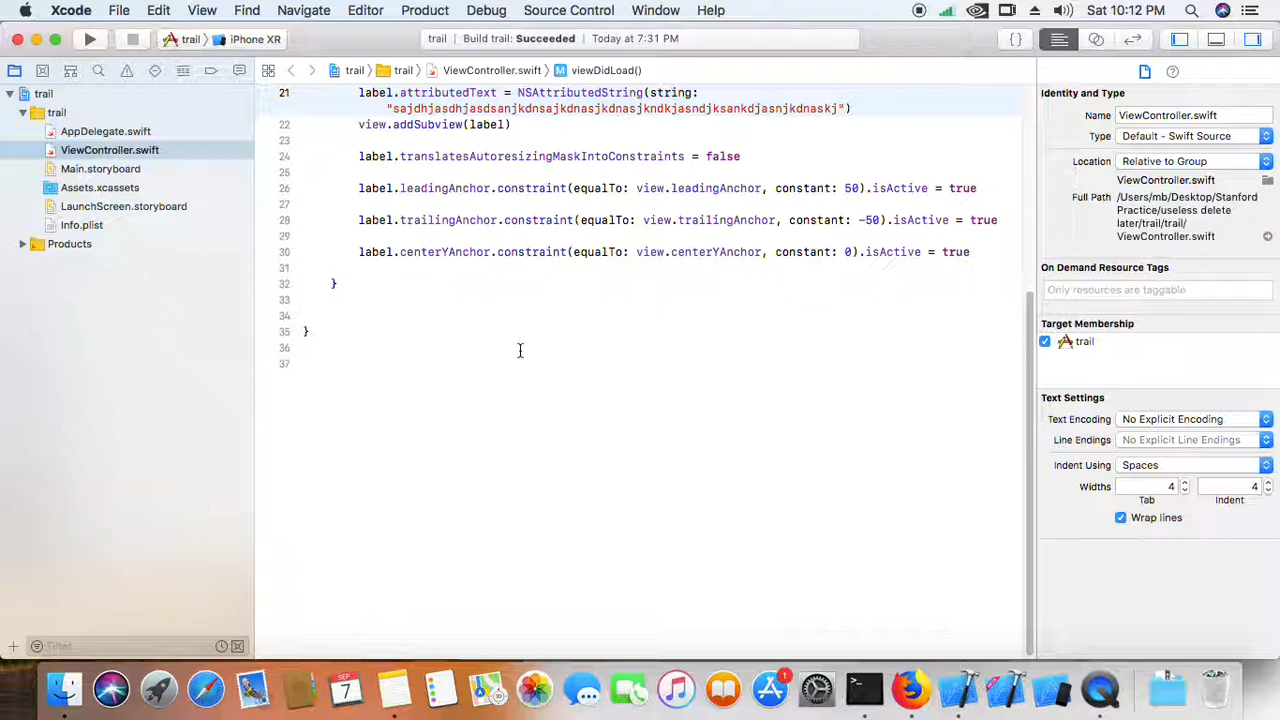 Xcode File Edit View Find Navigate Editor Product Debug Source Control Window Help Sat 10:12 PM
trail iPhone XR trail | Build trail: Succeeded | Today at 7:31 PM {}
trail trail ViewController.swift viewDidLoad()
trail
trail
AppDelegate.swift
ViewController.swift
Main.storyboard
Assets.xcassets
LaunchScreen.storyboard
Info.plist
Products
Filter
21 label.attributedText = NSAttributedString(string:
"sajdhjasdhjasdsanjkdnsajkdnasjkdnasjkndkjasndjksankdjasnjkdnaskj")
22 view.addSubview(label)
23
24 label.translatesAutoresizingMaskIntoConstraints = false
25
26 label.leadingAnchor.constraint(equalTo: view.leadingAnchor, constant: 50).isActive = true
27
28 label.trailingAnchor.constraint(equalTo: view.trailingAnchor, constant: -50).isActive = true
29
30 label.centerYAnchor.constraint(equalTo: view.centerYAnchor, constant: 0).isActive = true
31
32 }
33
34
35 }
36
37
Identity and Type
Name ViewController.swift
Type Default - Swift Source
Location Relative to Group
ViewController.swift
Full Path /Users/mb/Desktop/Stanford
Practice/useless delete
later/trail/trail/
ViewController.swift
On Demand Resource Tags
Only resources are taggable
Target Membership
trail
Text Settings
Text Encoding No Explicit Encoding
Line Endings No Explicit Line Endings
Indent Using Spaces
Widths 4 4
Tab Indent
Wrap lines
SEP
7
1